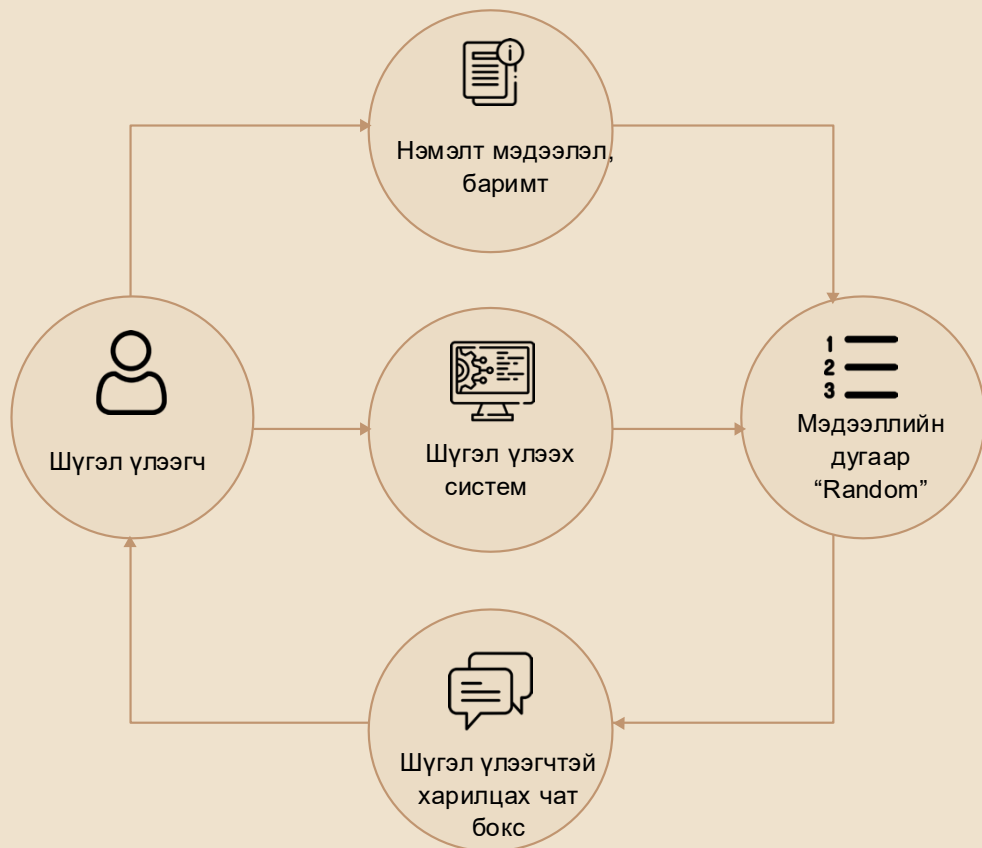 Нэмэлт мэдээлэл,
баримт
Шүгэл үлээгч
Шүгэл үлээх
систем
1
2
3
Мэдээллийн
дугаар
“Random”
Шүгэл үлээгчтэй
харилцах чат
бокс